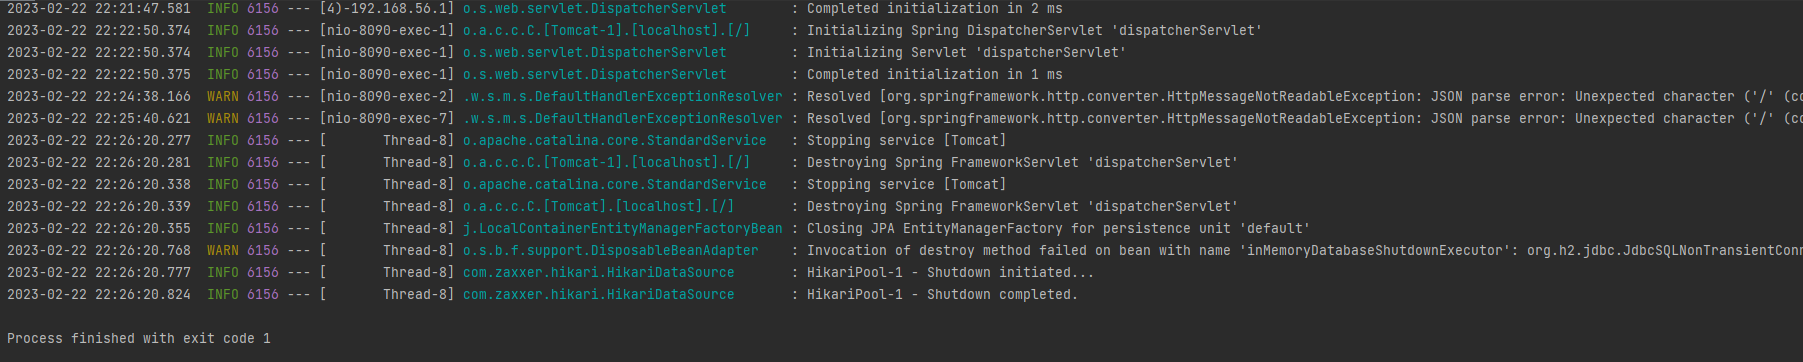 2023-02-22 22:21:47.581  INFO 6156 --- [4)-192.168.56.1] o.s.web.servlet.DispatcherServlet        : Completed initialization in 2 ms
2023-02-22 22:22:50.374  INFO 6156 --- [nio-8090-exec-1] o.a.c.c.C.[Tomcat-1].[localhost].[/]     : Initializing Spring DispatcherServlet 'dispatcherServlet'
2023-02-22 22:22:50.374  INFO 6156 --- [nio-8090-exec-1] o.s.web.servlet.DispatcherServlet        : Initializing Servlet 'dispatcherServlet'
2023-02-22 22:22:50.375  INFO 6156 --- [nio-8090-exec-1] o.s.web.servlet.DispatcherServlet        : Completed initialization in 1 ms
2023-02-22 22:24:38.166  WARN 6156 --- [nio-8090-exec-2] .w.s.m.s.DefaultHandlerExceptionResolver : Resolved [org.springframework.http.converter.HttpMessageNotReadableException: JSON parse error: Unexpected character ('/' (co
2023-02-22 22:25:40.621  WARN 6156 --- [nio-8090-exec-7] .w.s.m.s.DefaultHandlerExceptionResolver : Resolved [org.springframework.http.converter.HttpMessageNotReadableException: JSON parse error: Unexpected character ('/' (co
2023-02-22 22:26:20.277  INFO 6156 --- [       Thread-8] o.apache.catalina.core.StandardService   : Stopping service [Tomcat]
2023-02-22 22:26:20.281  INFO 6156 --- [       Thread-8] o.a.c.c.C.[Tomcat-1].[localhost].[/]     : Destroying Spring FrameworkServlet 'dispatcherServlet'
2023-02-22 22:26:20.338  INFO 6156 --- [       Thread-8] o.apache.catalina.core.StandardService   : Stopping service [Tomcat]
2023-02-22 22:26:20.339  INFO 6156 --- [       Thread-8] o.a.c.c.C.[Tomcat].[localhost].[/]       : Destroying Spring FrameworkServlet 'dispatcherServlet'
2023-02-22 22:26:20.355  INFO 6156 --- [       Thread-8] j.LocalContainerEntityManagerFactoryBean : Closing JPA EntityManagerFactory for persistence unit 'default'
2023-02-22 22:26:20.768  WARN 6156 --- [       Thread-8] o.s.b.f.support.DisposableBeanAdapter    : Invocation of destroy method failed on bean with name 'inMemoryDatabaseShutdownExecutor': org.h2.jdbc.JdbcSQLNonTransientConn
2023-02-22 22:26:20.777  INFO 6156 --- [       Thread-8] com.zaxxer.hikari.HikariDataSource       : HikariPool-1 - Shutdown initiated...
2023-02-22 22:26:20.824  INFO 6156 --- [       Thread-8] com.zaxxer.hikari.HikariDataSource       : HikariPool-1 - Shutdown completed.
Process finished with exit code 1